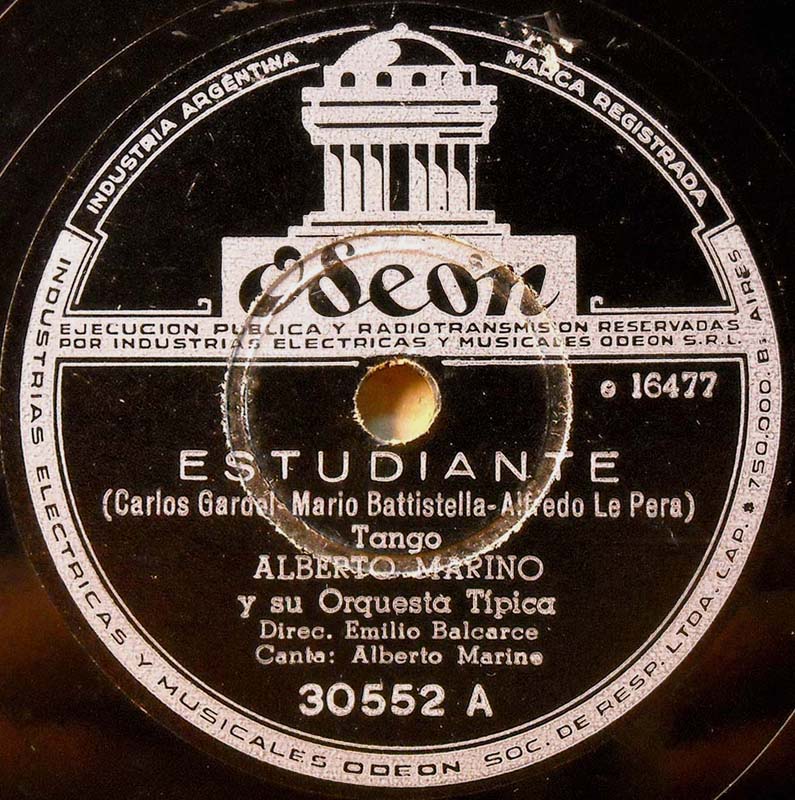 INDUSTRIA ARGENTINA
MARCA REGISTRADA
Odeon
EJECUCION PUBLICA Y RADIOTRANSMISION RESERVADAS
POR INDUSTRIAS ELECTRICAS Y MUSICALES ODEON S.R.L.
e 16477
ESTUDIANTE
(Carlos Gardel-Mario Battistella-Alfredo Le Pera)
Tango
ALBERTO MARINO
y su Orquesta Típica
Direc. Emilio Balcarce
Canta: Alberto Marino
30552 A
INDUSTRIAS ELECTRICAS Y MUSICALES ODEON SOC. DE RESP. LTDA. CAP. $ 750.000. B. AIRES